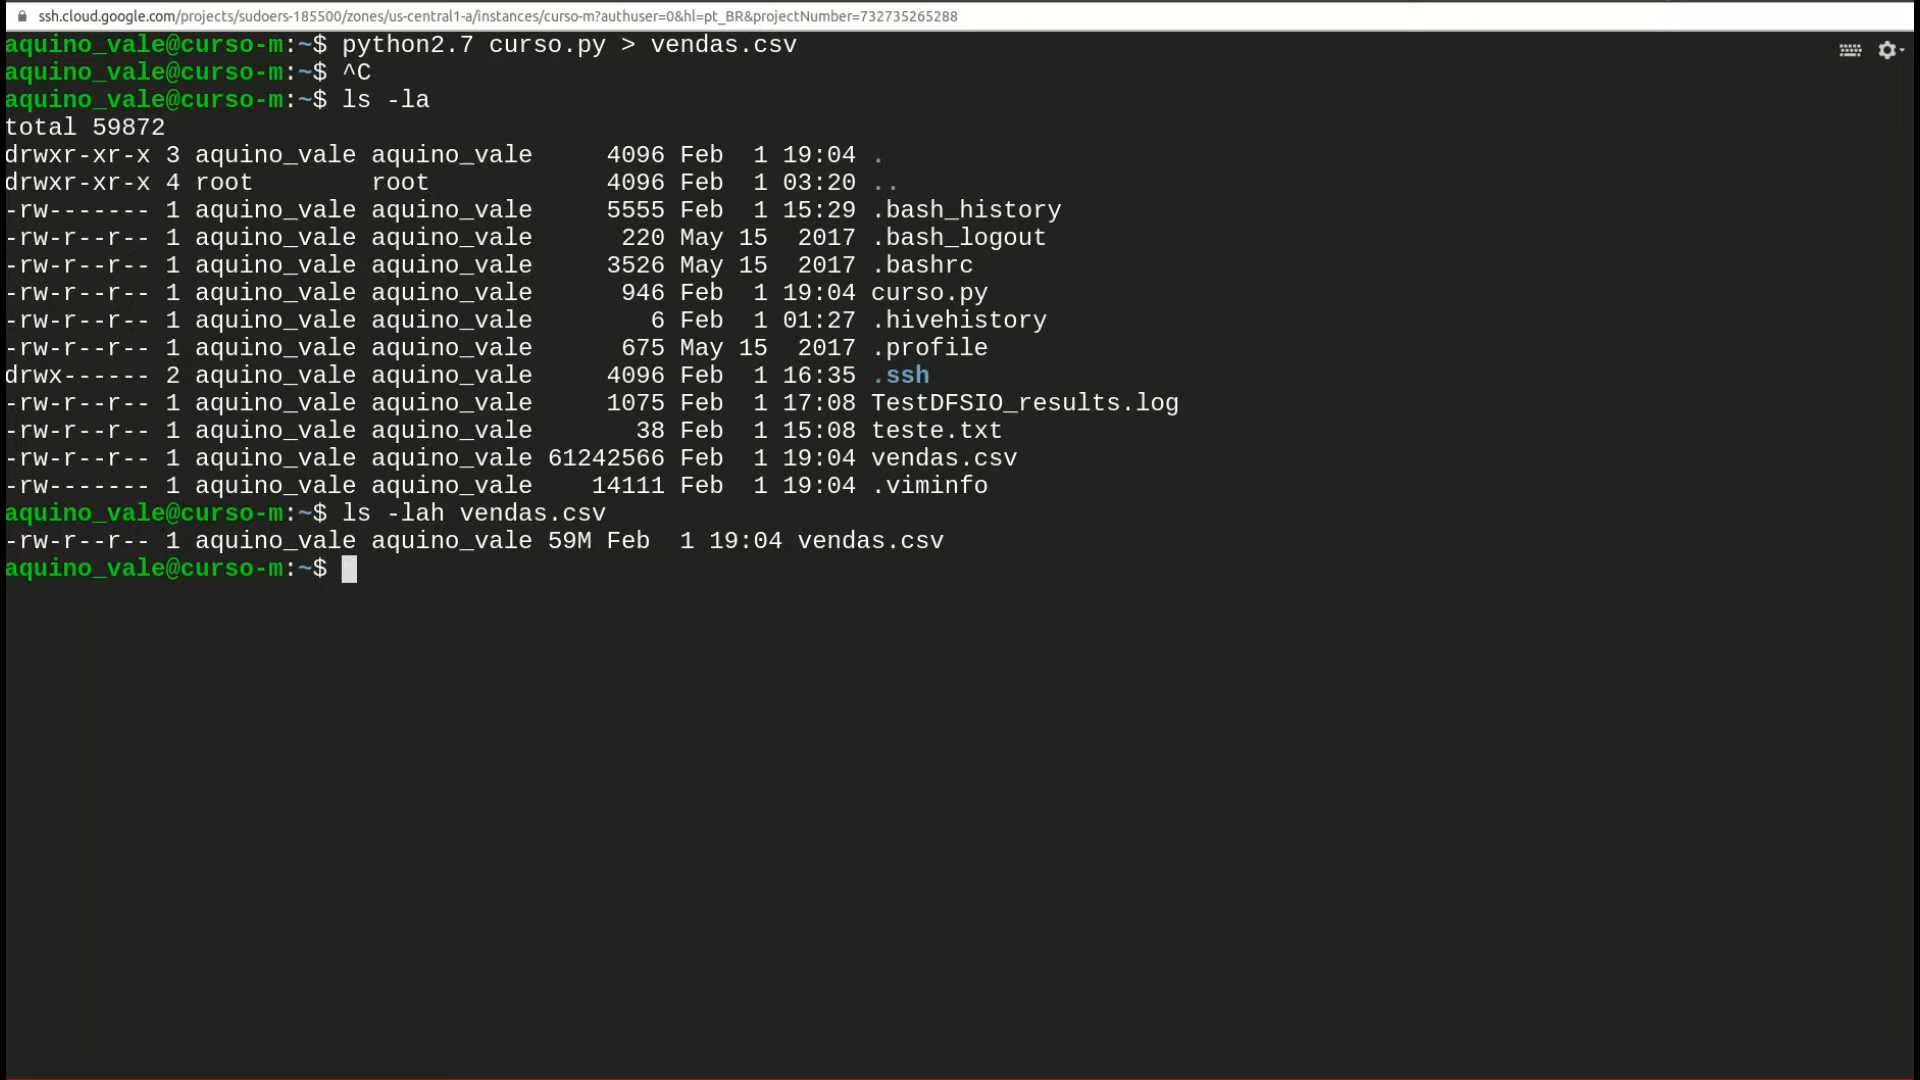 ssh.cloud.google.com/projects/sudoers-185500/zones/us-central1-a/instances/curso-m?authuser=0&hl=pt_BR&projectNumber=732735265288
aquino_vale@curso-m:~$ python2.7 curso.py > vendas.csv
aquino_vale@curso-m:~$ ^C
aquino_vale@curso-m:~$ ls -la
total 59872
drwxr-xr-x 3 aquino_vale aquino_vale     4096 Feb  1 19:04 .
drwxr-xr-x 4 root        root            4096 Feb  1 03:20 ..
-rw------- 1 aquino_vale aquino_vale     5555 Feb  1 15:29 .bash_history
-rw-r--r-- 1 aquino_vale aquino_vale      220 May 15  2017 .bash_logout
-rw-r--r-- 1 aquino_vale aquino_vale     3526 May 15  2017 .bashrc
-rw-r--r-- 1 aquino_vale aquino_vale      946 Feb  1 19:04 curso.py
-rw-r--r-- 1 aquino_vale aquino_vale        6 Feb  1 01:27 .hivehistory
-rw-r--r-- 1 aquino_vale aquino_vale      675 May 15  2017 .profile
drwx------ 2 aquino_vale aquino_vale     4096 Feb  1 16:35 .ssh
-rw-r--r-- 1 aquino_vale aquino_vale     1075 Feb  1 17:08 TestDFSIO_results.log
-rw-r--r-- 1 aquino_vale aquino_vale       38 Feb  1 15:08 teste.txt
-rw-r--r-- 1 aquino_vale aquino_vale 61242566 Feb  1 19:04 vendas.csv
-rw------- 1 aquino_vale aquino_vale    14111 Feb  1 19:04 .viminfo
aquino_vale@curso-m:~$ ls -lah vendas.csv
-rw-r--r-- 1 aquino_vale aquino_vale 59M Feb  1 19:04 vendas.csv
aquino_vale@curso-m:~$